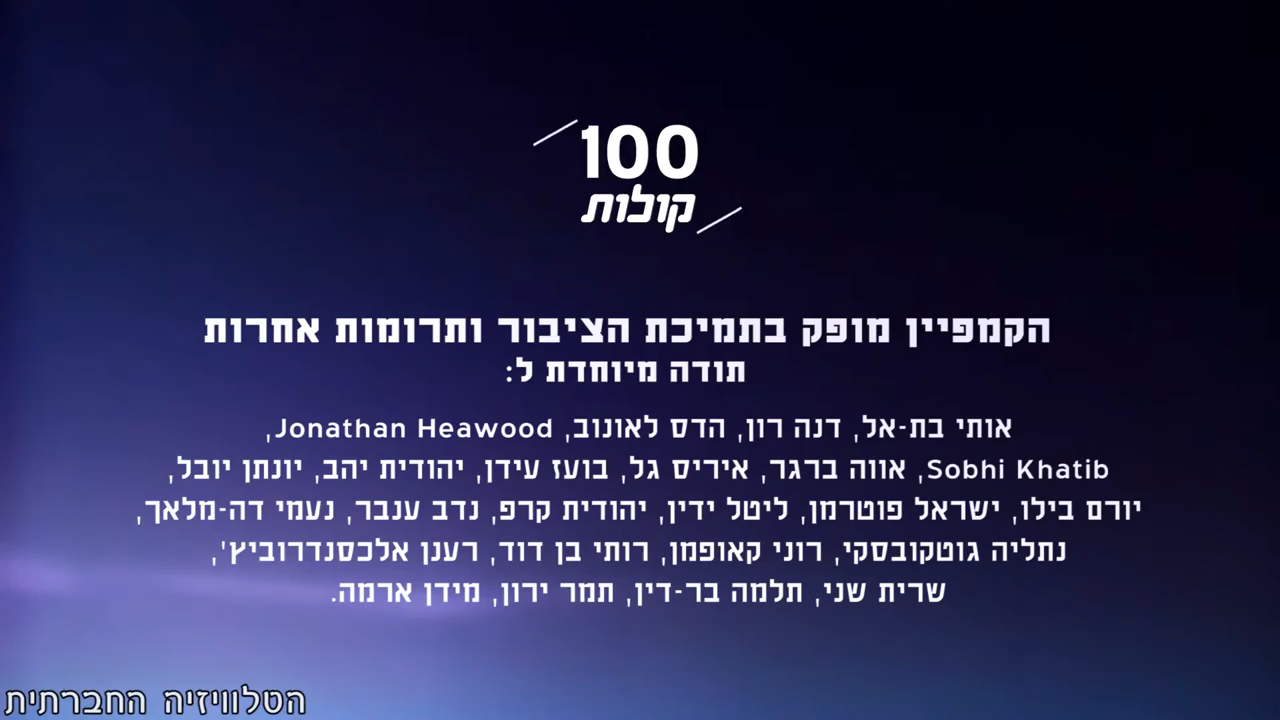 100
קולות
הקמפיין מופק בתמיכת הציבור ותרומות אחרות
תודה מיוחדת ל:
אותי בת-אל, דנה רון, הדס לאונוב, Jonathan Heawood,
Sobhi Khatib, אווה ברגר, איריס גל, בועז עידן, יהודית יהב, יונתן יובל,
יורם בילו, ישראל פוטרמן, ליטל ידין, יהודית קרפ, נדב ענבר, נעמי דה-מלאך,
נתליה גוטקובסקי, רוני קאופמן, רותי בן דוד, רענן אלכסנדרוביץ',
שרית שני, תלמה בר-דין, תמר ירון, מידן ארמה.
הטלוויזיה החברתית